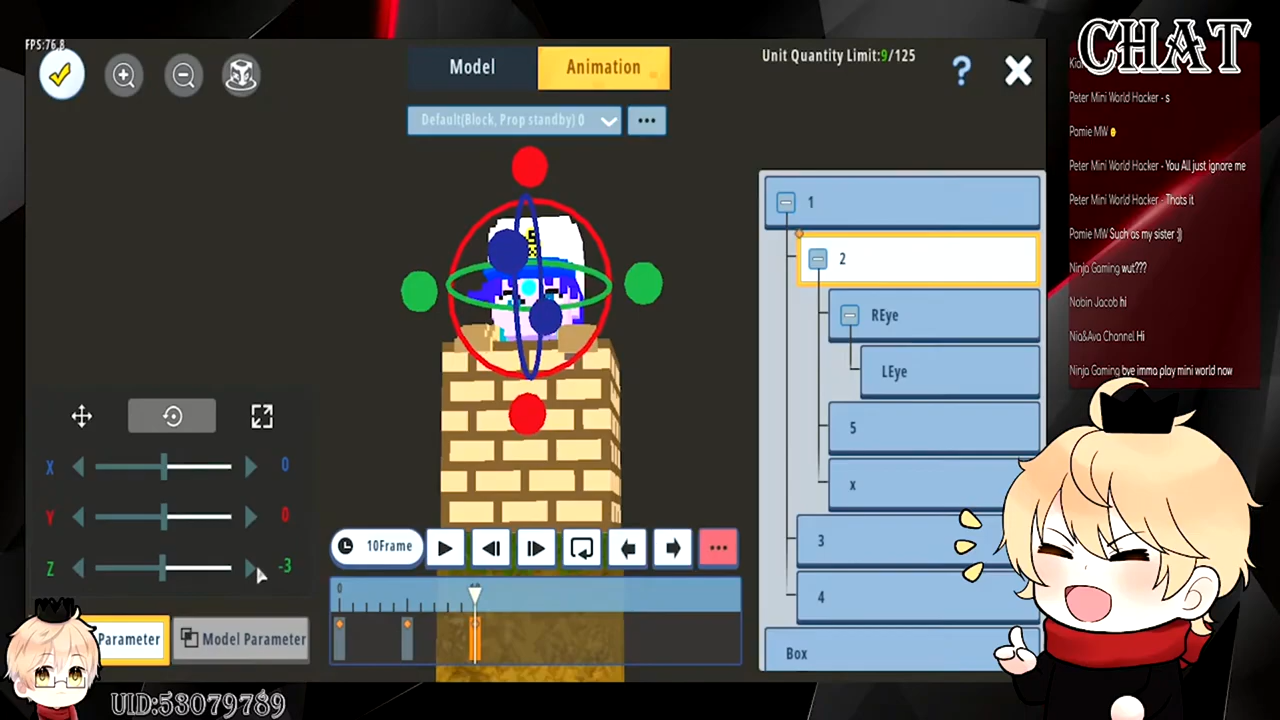 FPS:76.8
Model
Animation
Unit Quantity Limit:9/125
?
Default(Block, Prop standby) 0
CHAT
Peter Mini World Hacker - s
Pamie MW
Peter Mini World Hacker - You All just ignore me
Peter Mini World Hacker - Thats it
Pamie MW Such as my sister :))
Ninja Gaming wut???
Nobin Jacob hi
Nia&Ava Channel Hi
Ninja Gaming bye imma play mini world now
1
2
REye
LEye
5
x
3
4
Box
X 0
Y 0
Z -3
10Frame
0
Parameter
Model Parameter
UID:53079789